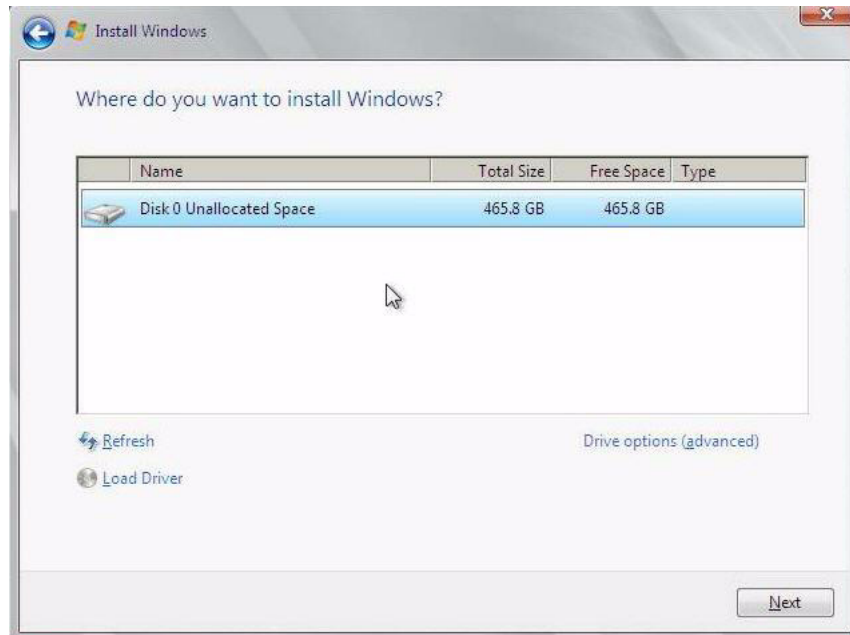 Install Windows
Where do you want to install Windows?
Name Total Size Free Space Type
Disk 0 Unallocated Space 465.8 GB 465.8 GB
Refresh Drive options (advanced)
Load Driver
Next